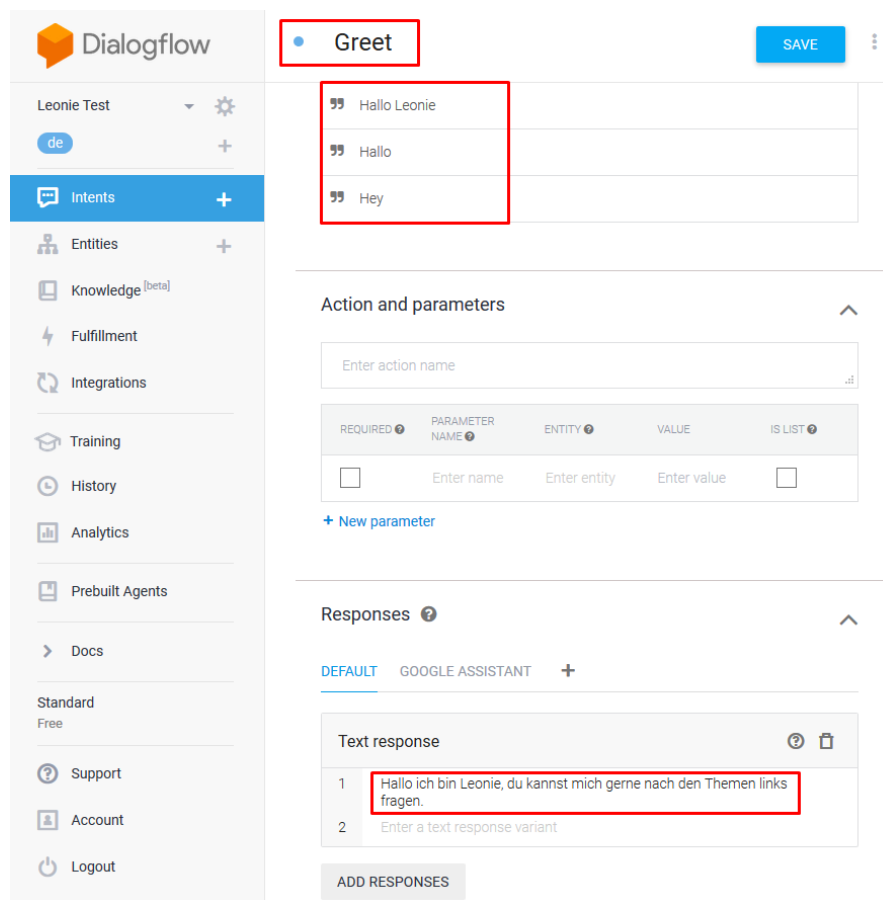 Dialogflow
Greet
SAVE
Leonie Test
de
Intents
Entities
Knowledge [beta]
Fulfillment
Integrations
Training
History
Analytics
Prebuilt Agents
Docs
Standard
Free
Support
Account
Logout
Hallo Leonie
Hallo
Hey
Action and parameters
Enter action name
REQUIRED PARAMETER NAME ENTITY VALUE IS LIST
Enter name Enter entity Enter value
+ New parameter
Responses
DEFAULT GOOGLE ASSISTANT +
Text response
1 Hallo ich bin Leonie, du kannst mich gerne nach den Themen links
fragen.
2 Enter a text response variant
ADD RESPONSES